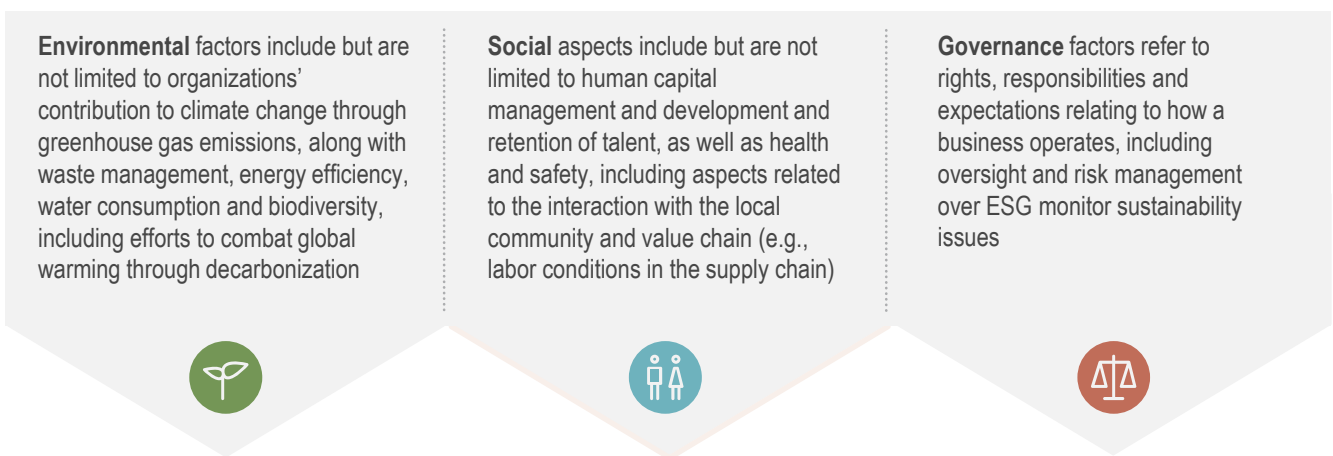 Environmental factors include but are
not limited to organizations’
contribution to climate change through
greenhouse gas emissions, along with
waste management, energy efficiency,
water consumption and biodiversity,
including efforts to combat global
warming through decarbonization
Social aspects include but are not
limited to human capital
management and development and
retention of talent, as well as health
and safety, including aspects related
to the interaction with the local
community and value chain (e.g.,
labor conditions in the supply chain)
Governance factors refer to
rights, responsibilities and
expectations relating to how a
business operates, including
oversight and risk management
over ESG monitor sustainability
issues